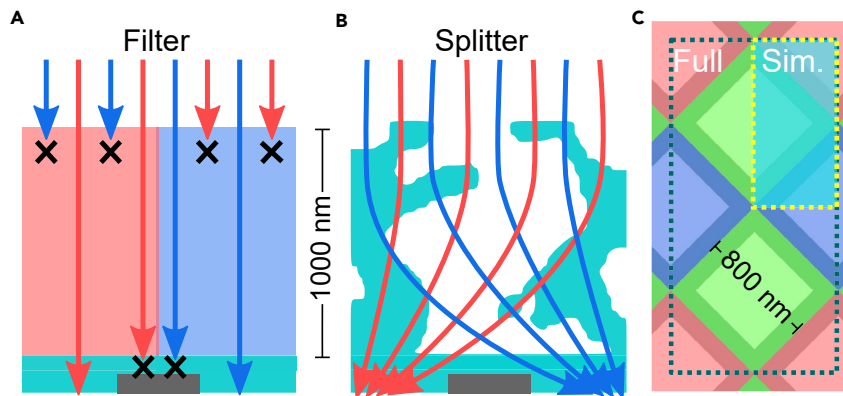 A
Filter
B
Splitter
C
Full
Sim.
1000 nm
800 nm